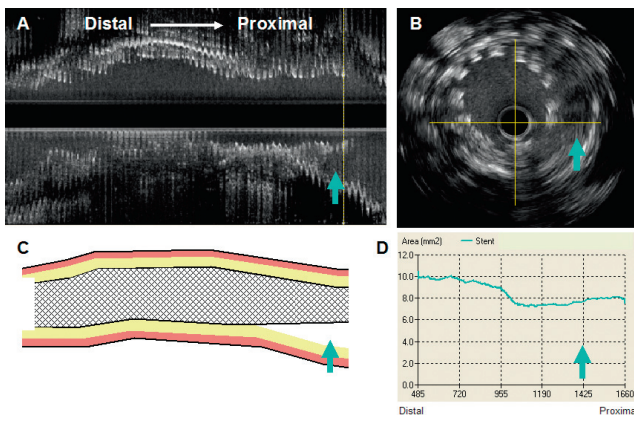 A
Distal
Proximal
B
C
D
Area (mm2)
Stent
12.0
10.0
8.0
6.0
4.0
2.0
0.0
485
720
955
1190
1425
1660
Distal
Proxima